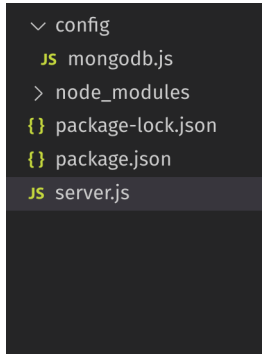 config
JS mongodb.js
node_modules
{} package-lock.json
{} package.json
JS server.js